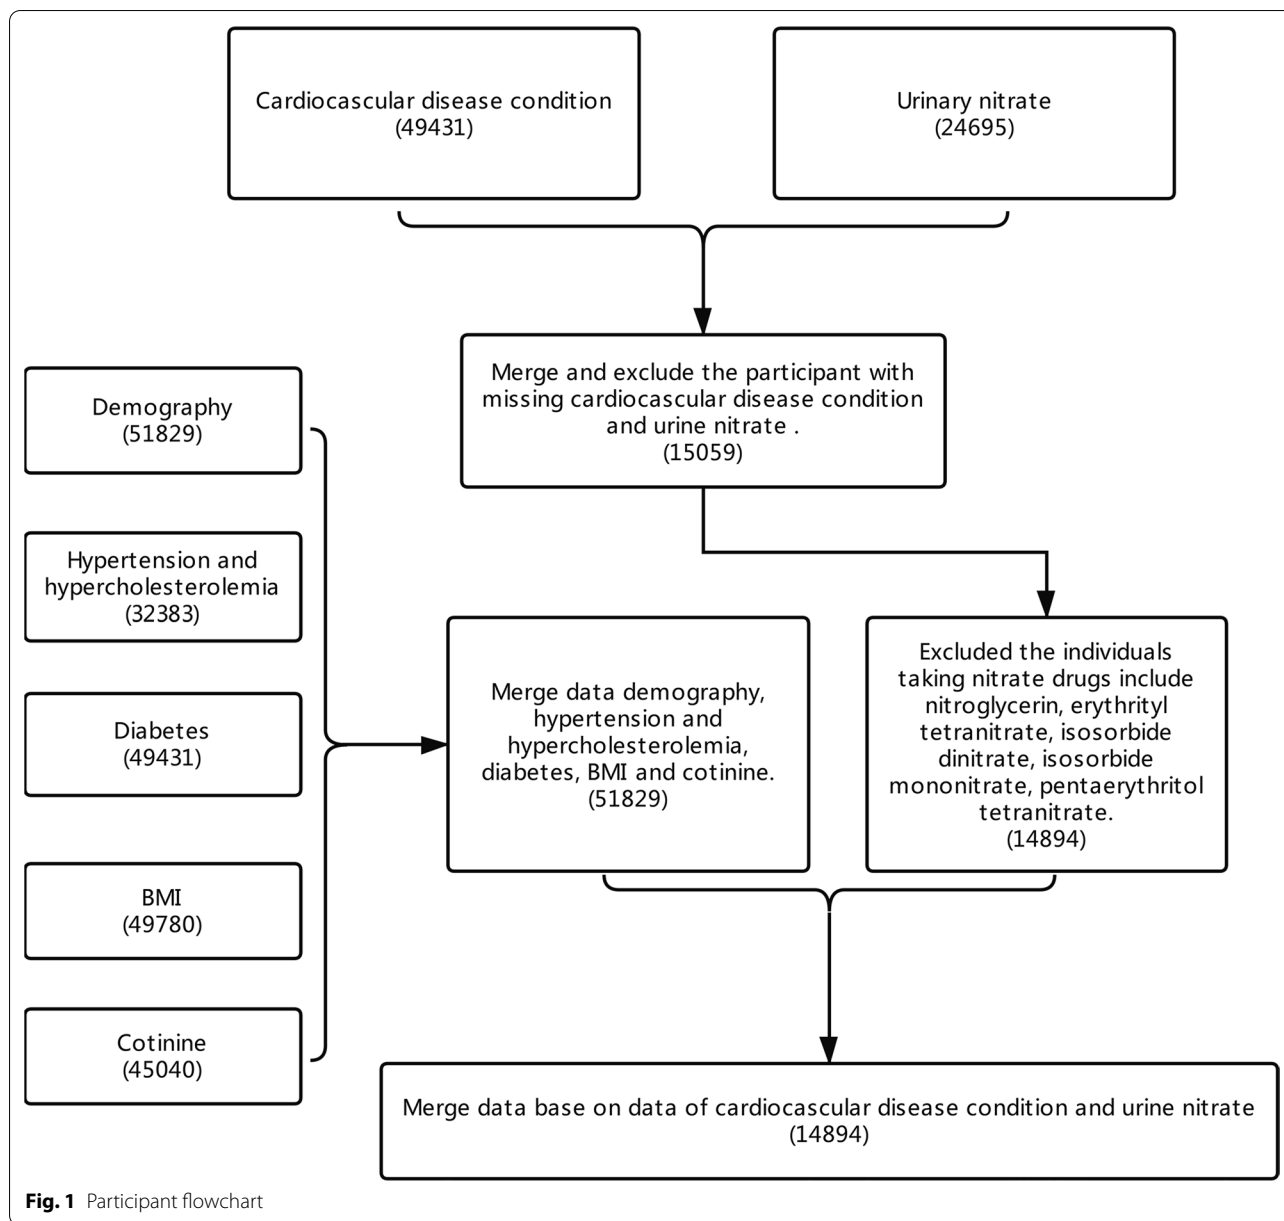 Cardiocascular disease condition
(49431)
Urinary nitrate
(24695)
Merge and exclude the participant with
missing cardiocascular disease condition
and urine nitrate .
(15059)
Demography
(51829)
Hypertension and
hypercholesterolemia
(32383)
Diabetes
(49431)
BMI
(49780)
Cotinine
(45040)
Merge data demography,
hypertension and
hypercholesterolemia,
diabetes, BMI and cotinine.
(51829)
Excluded the individuals
taking nitrate drugs include
nitroglycerin, erythrityl
tetranitrate, isosorbide
dinitrate, isosorbide
mononitrate, pentaerythritol
tetranitrate.
(14894)
Merge data base on data of cardiocascular disease condition and urine nitrate
(14894)
Fig. 1 Participant flowchart